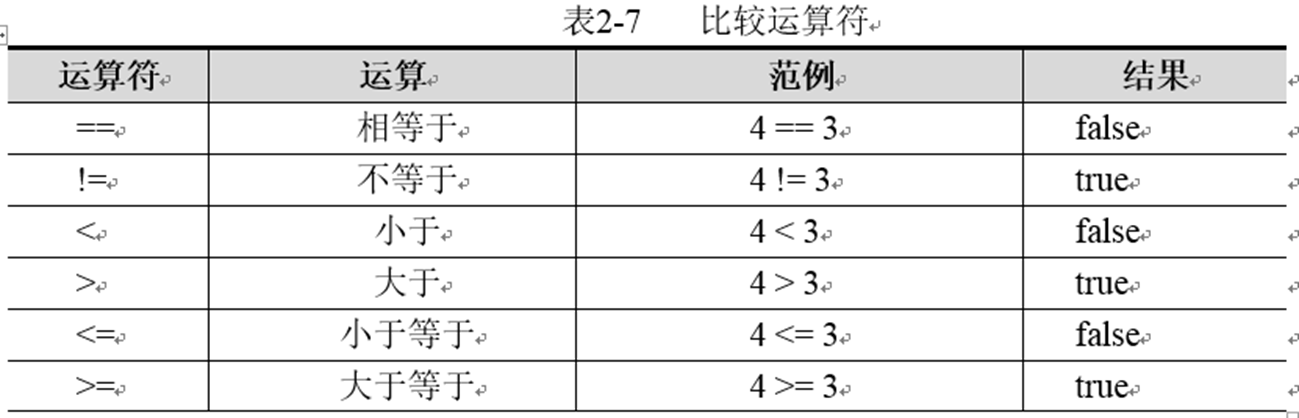 表2-7 比较运算符
运算符 运算 范例 结果
== 相等于 4 == 3 false
!= 不等于 4 != 3 true
< 小于 4 < 3 false
> 大于 4 > 3 true
<= 小于等于 4 <= 3 false
>= 大于等于 4 >= 3 true